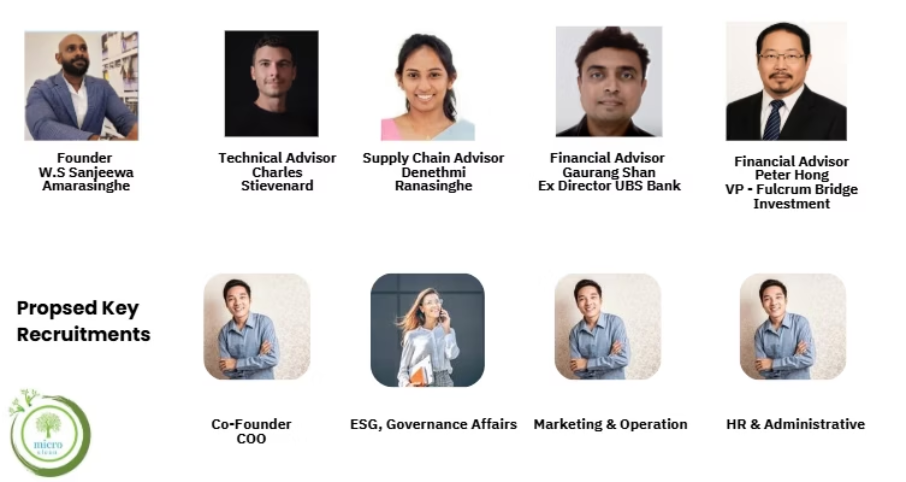 Founder
W.S Sanjeewa
Amarasinghe
Technical Advisor
Charles
Stievenard
Supply Chain Advisor
Denethmi
Ranasinghe
Financial Advisor
Gaurang Shan
Ex Director UBS Bank
Financial Advisor
Peter Hong
VP - Fulcrum Bridge
Investment
Propsed Key
Recruitments
Co-Founder
COO
ESG, Governance Affairs
Marketing & Operation
HR & Administrative
micro